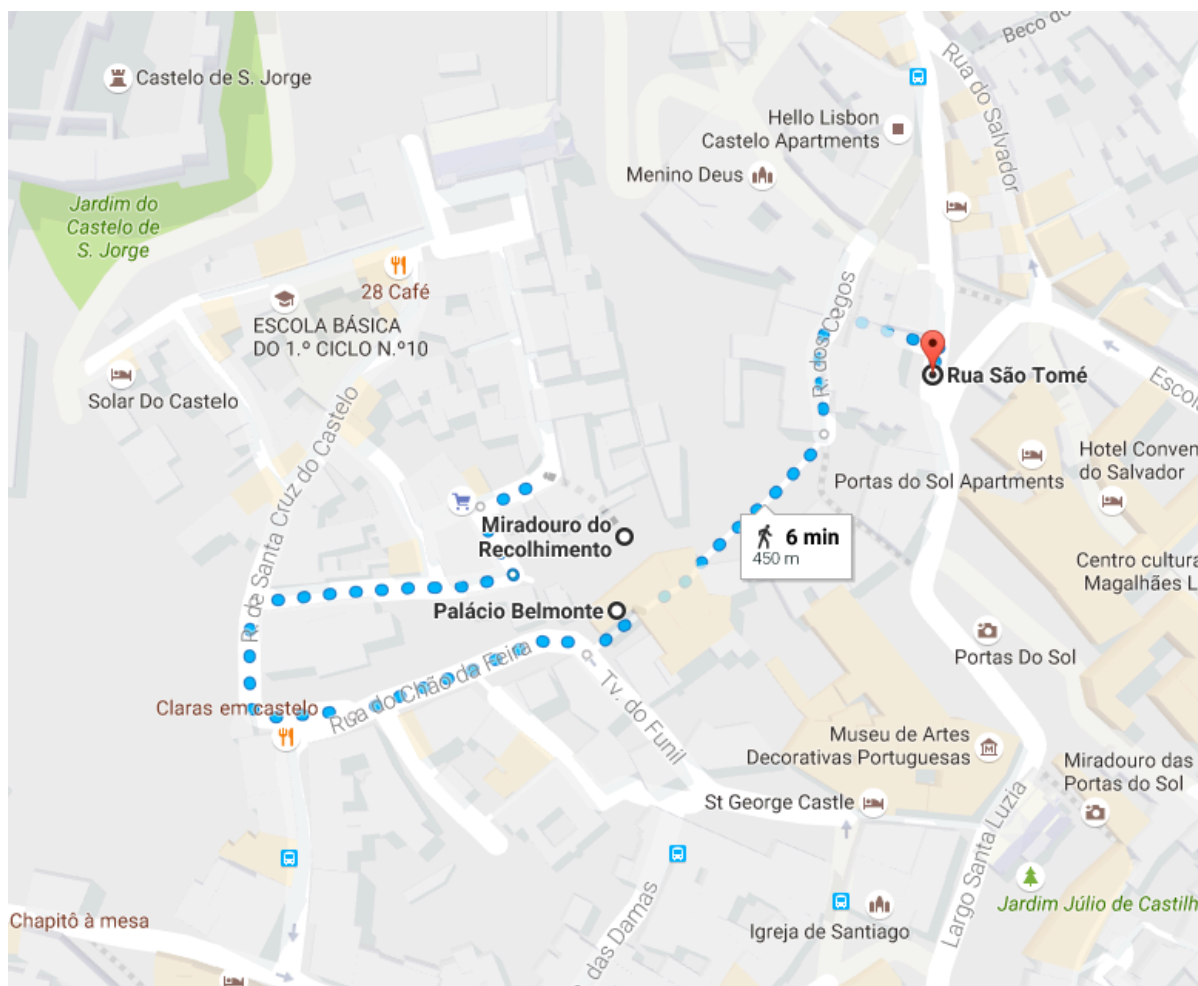 Beco do
Castelo de S. Jorge
Rua do Salvador
Hello Lisbon
Castelo Apartments
Menino Deus
Jardim do
Castelo de
S. Jorge
28 Café
R. dos Cegos
ESCOLA BÁSICA
DO 1.º CICLO N.º10
Rua São Tomé
Escola
Solar Do Castelo
R. de Santa Cruz do Castelo
Hotel Conven
do Salvador
Portas do Sol Apartments
Miradouro do
Recolhimento
6 min
450 m
Centro cultura
Magalhães L
Palácio Belmonte
Portas Do Sol
Rua do Chão da Feira
Claras em castelo
Tv. do Funil
Museu de Artes
Decorativas Portuguesas
Miradouro das
Portas do Sol
St George Castle
Largo Santa Luzia
Jardim Júlio de Castilh
Chapitô à mesa
das Damas
Igreja de Santiago